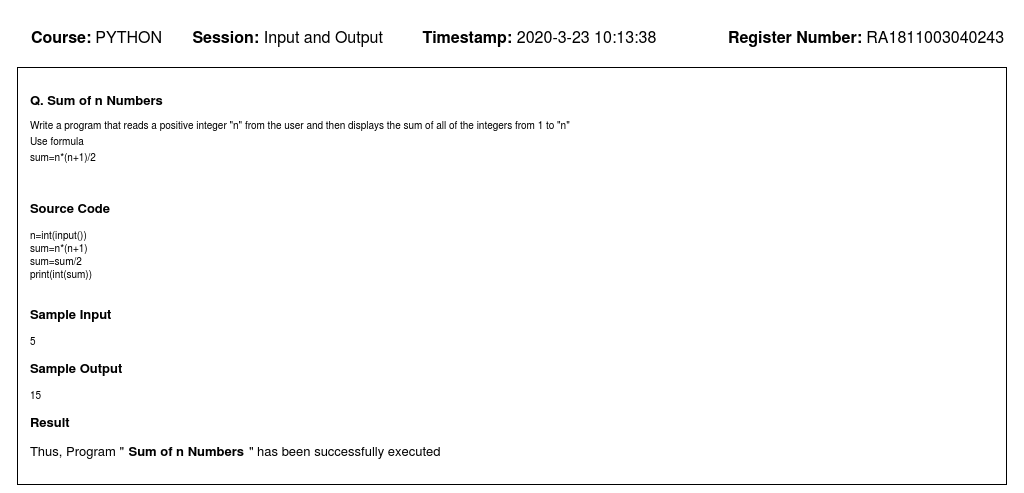 Course: PYTHON Session: Input and Output Timestamp: 2020-3-23 10:13:38 Register Number: RA1811003040243
Q. Sum of n Numbers
Write a program that reads a positive integer "n" from the user and then displays the sum of all of the integers from 1 to "n"
Use formula
sum=n*(n+1)/2
Source Code
n=int(input())
sum=n*(n+1)
sum=sum/2
print(int(sum))
Sample Input
5
Sample Output
15
Result
Thus, Program " Sum of n Numbers " has been successfully executed